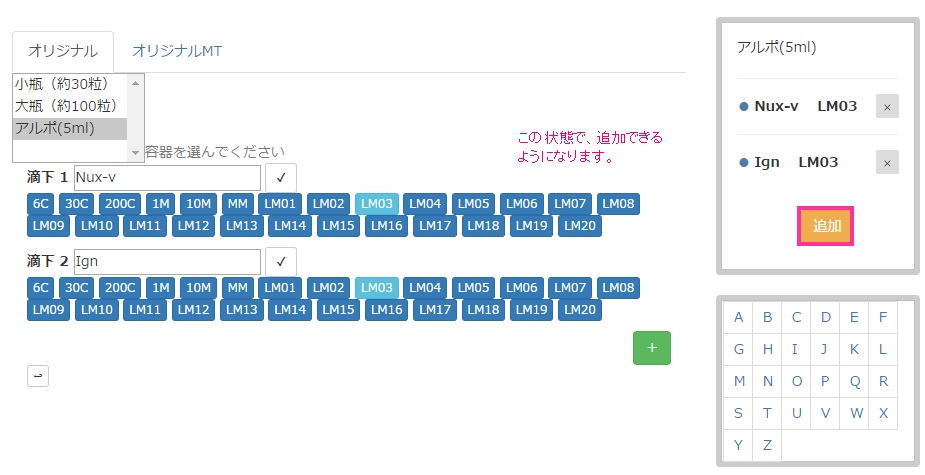 オリジナル オリジナルMT
小瓶（約30粒）
大瓶（約100粒）
アルポ(5ml)
容器を選んでください
この状態で、追加できる
ようになります。
滴下 1 Nux-v ✓
6C 30C 200C 1M 10M MM LM01 LM02 LM03 LM04 LM05 LM06 LM07 LM08
LM09 LM10 LM11 LM12 LM13 LM14 LM15 LM16 LM17 LM18 LM19 LM20
滴下 2 Ign ✓
6C 30C 200C 1M 10M MM LM01 LM02 LM03 LM04 LM05 LM06 LM07 LM08
LM09 LM10 LM11 LM12 LM13 LM14 LM15 LM16 LM17 LM18 LM19 LM20
+
アルポ(5ml)
● Nux-v LM03 ×
● Ign LM03 ×
追加
A B C D E F
G H I J K L
M N O P Q R
S T U V W X
Y Z